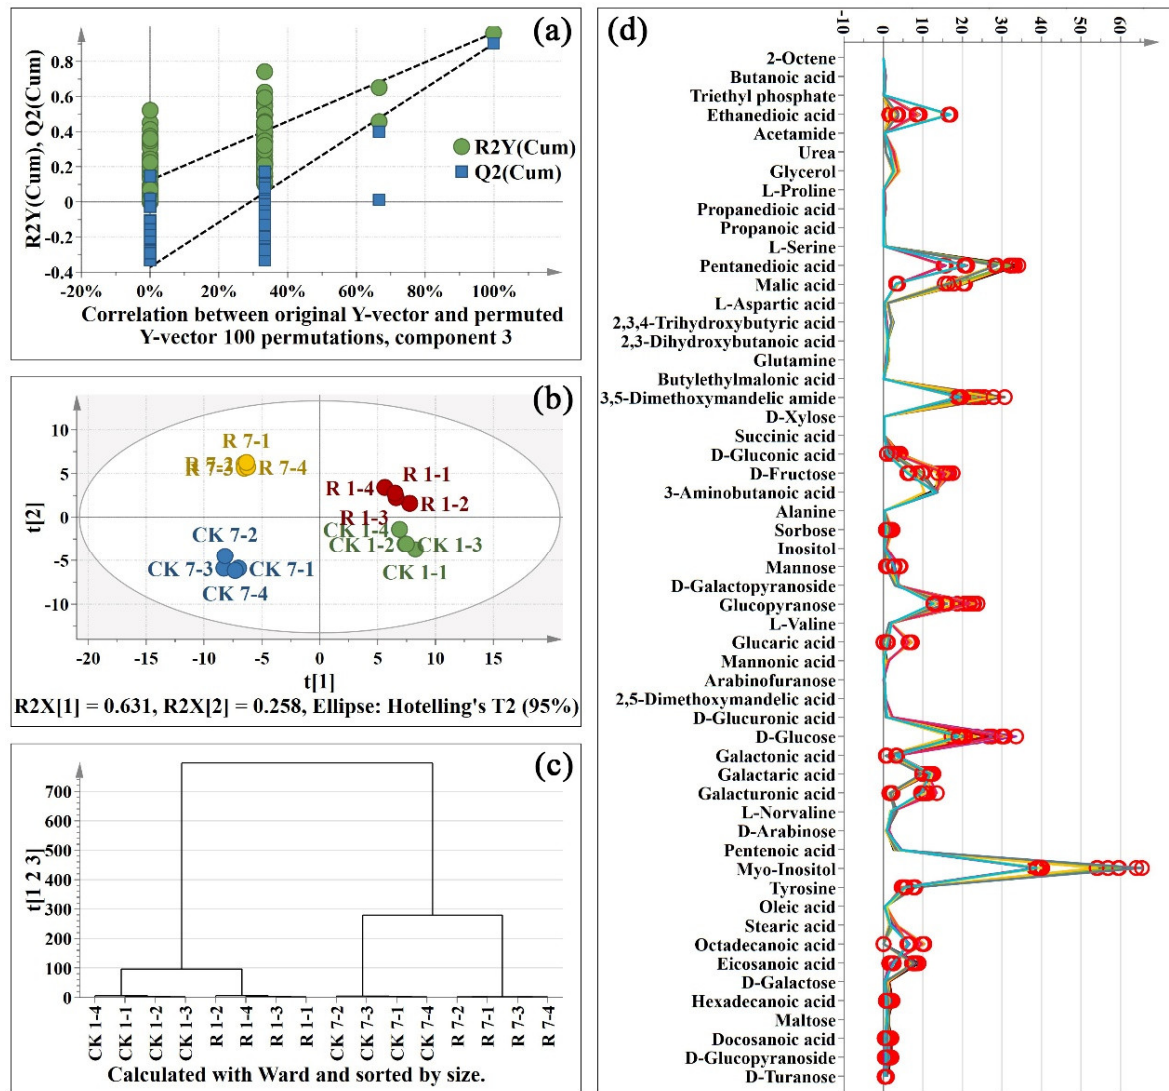 (a)
0.8
0.6
0.4
0.2
0
-0.2
-0.4
R2Y(Cum), Q2(Cum)
R2Y(Cum)
Q2(Cum)
-20% 0% 20% 40% 60% 80% 100%
Correlation between original Y-vector and permuted
Y-vector 100 permutations, component 3
(b)
10
5
0
-5
-10
t[2]
R 7-1
R 7-2
R 7-3 R 7-4
R 1-1
R 1-4
R 1-2
R 1-3
CK 1-4
CK 1-2 CK 1-3
CK 1-1
CK 7-2
CK 7-3 CK 7-1
CK 7-4
-20 -15 -10 -5 0 5 10 15
t[1]
R2X[1] = 0.631, R2X[2] = 0.258, Ellipse: Hotelling's T2 (95%)
(c)
700
600
500
400
300
200
100
0
t[1 2 3]
CK 1-4
CK 1-1
CK 1-2
CK 1-3
R 1-2
R 1-4
R 1-3
R 1-1
CK 7-2
CK 7-3
CK 7-1
CK 7-4
R 7-2
R 7-1
R 7-3
R 7-4
Calculated with Ward and sorted by size.
(d)
-10 0 10 20 30 40 50 60
2-Octene
Butanoic acid
Triethyl phosphate
Ethanedioic acid
Acetamide
Urea
Glycerol
L-Proline
Propanedioic acid
Propanoic acid
L-Serine
Pentanedioic acid
Malic acid
L-Aspartic acid
2,3,4-Trihydroxybutyric acid
2,3-Dihydroxybutanoic acid
Glutamine
Butylethylmalonic acid
3,5-Dimethoxymandelic amide
D-Xylose
Succinic acid
D-Gluconic acid
D-Fructose
3-Aminobutanoic acid
Alanine
Sorbose
Inositol
Mannose
D-Galactopyranoside
Glucopyranose
L-Valine
Glucaric acid
Mannonic acid
Arabinofuranose
2,5-Dimethoxymandelic acid
D-Glucuronic acid
D-Glucose
Galactonic acid
Galactaric acid
Galacturonic acid
L-Norvaline
D-Arabinose
Pentenoic acid
Myo-Inositol
Tyrosine
Oleic acid
Stearic acid
Octadecanoic acid
Eicosanoic acid
D-Galactose
Hexadecanoic acid
Maltose
Docosanoic acid
D-Glucopyranoside
D-Turanose